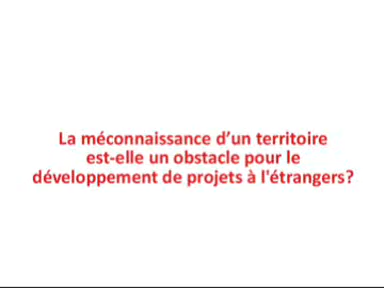 La méconnaissance d’un territoire
est-elle un obstacle pour le
développement de projets à l'étrangers?